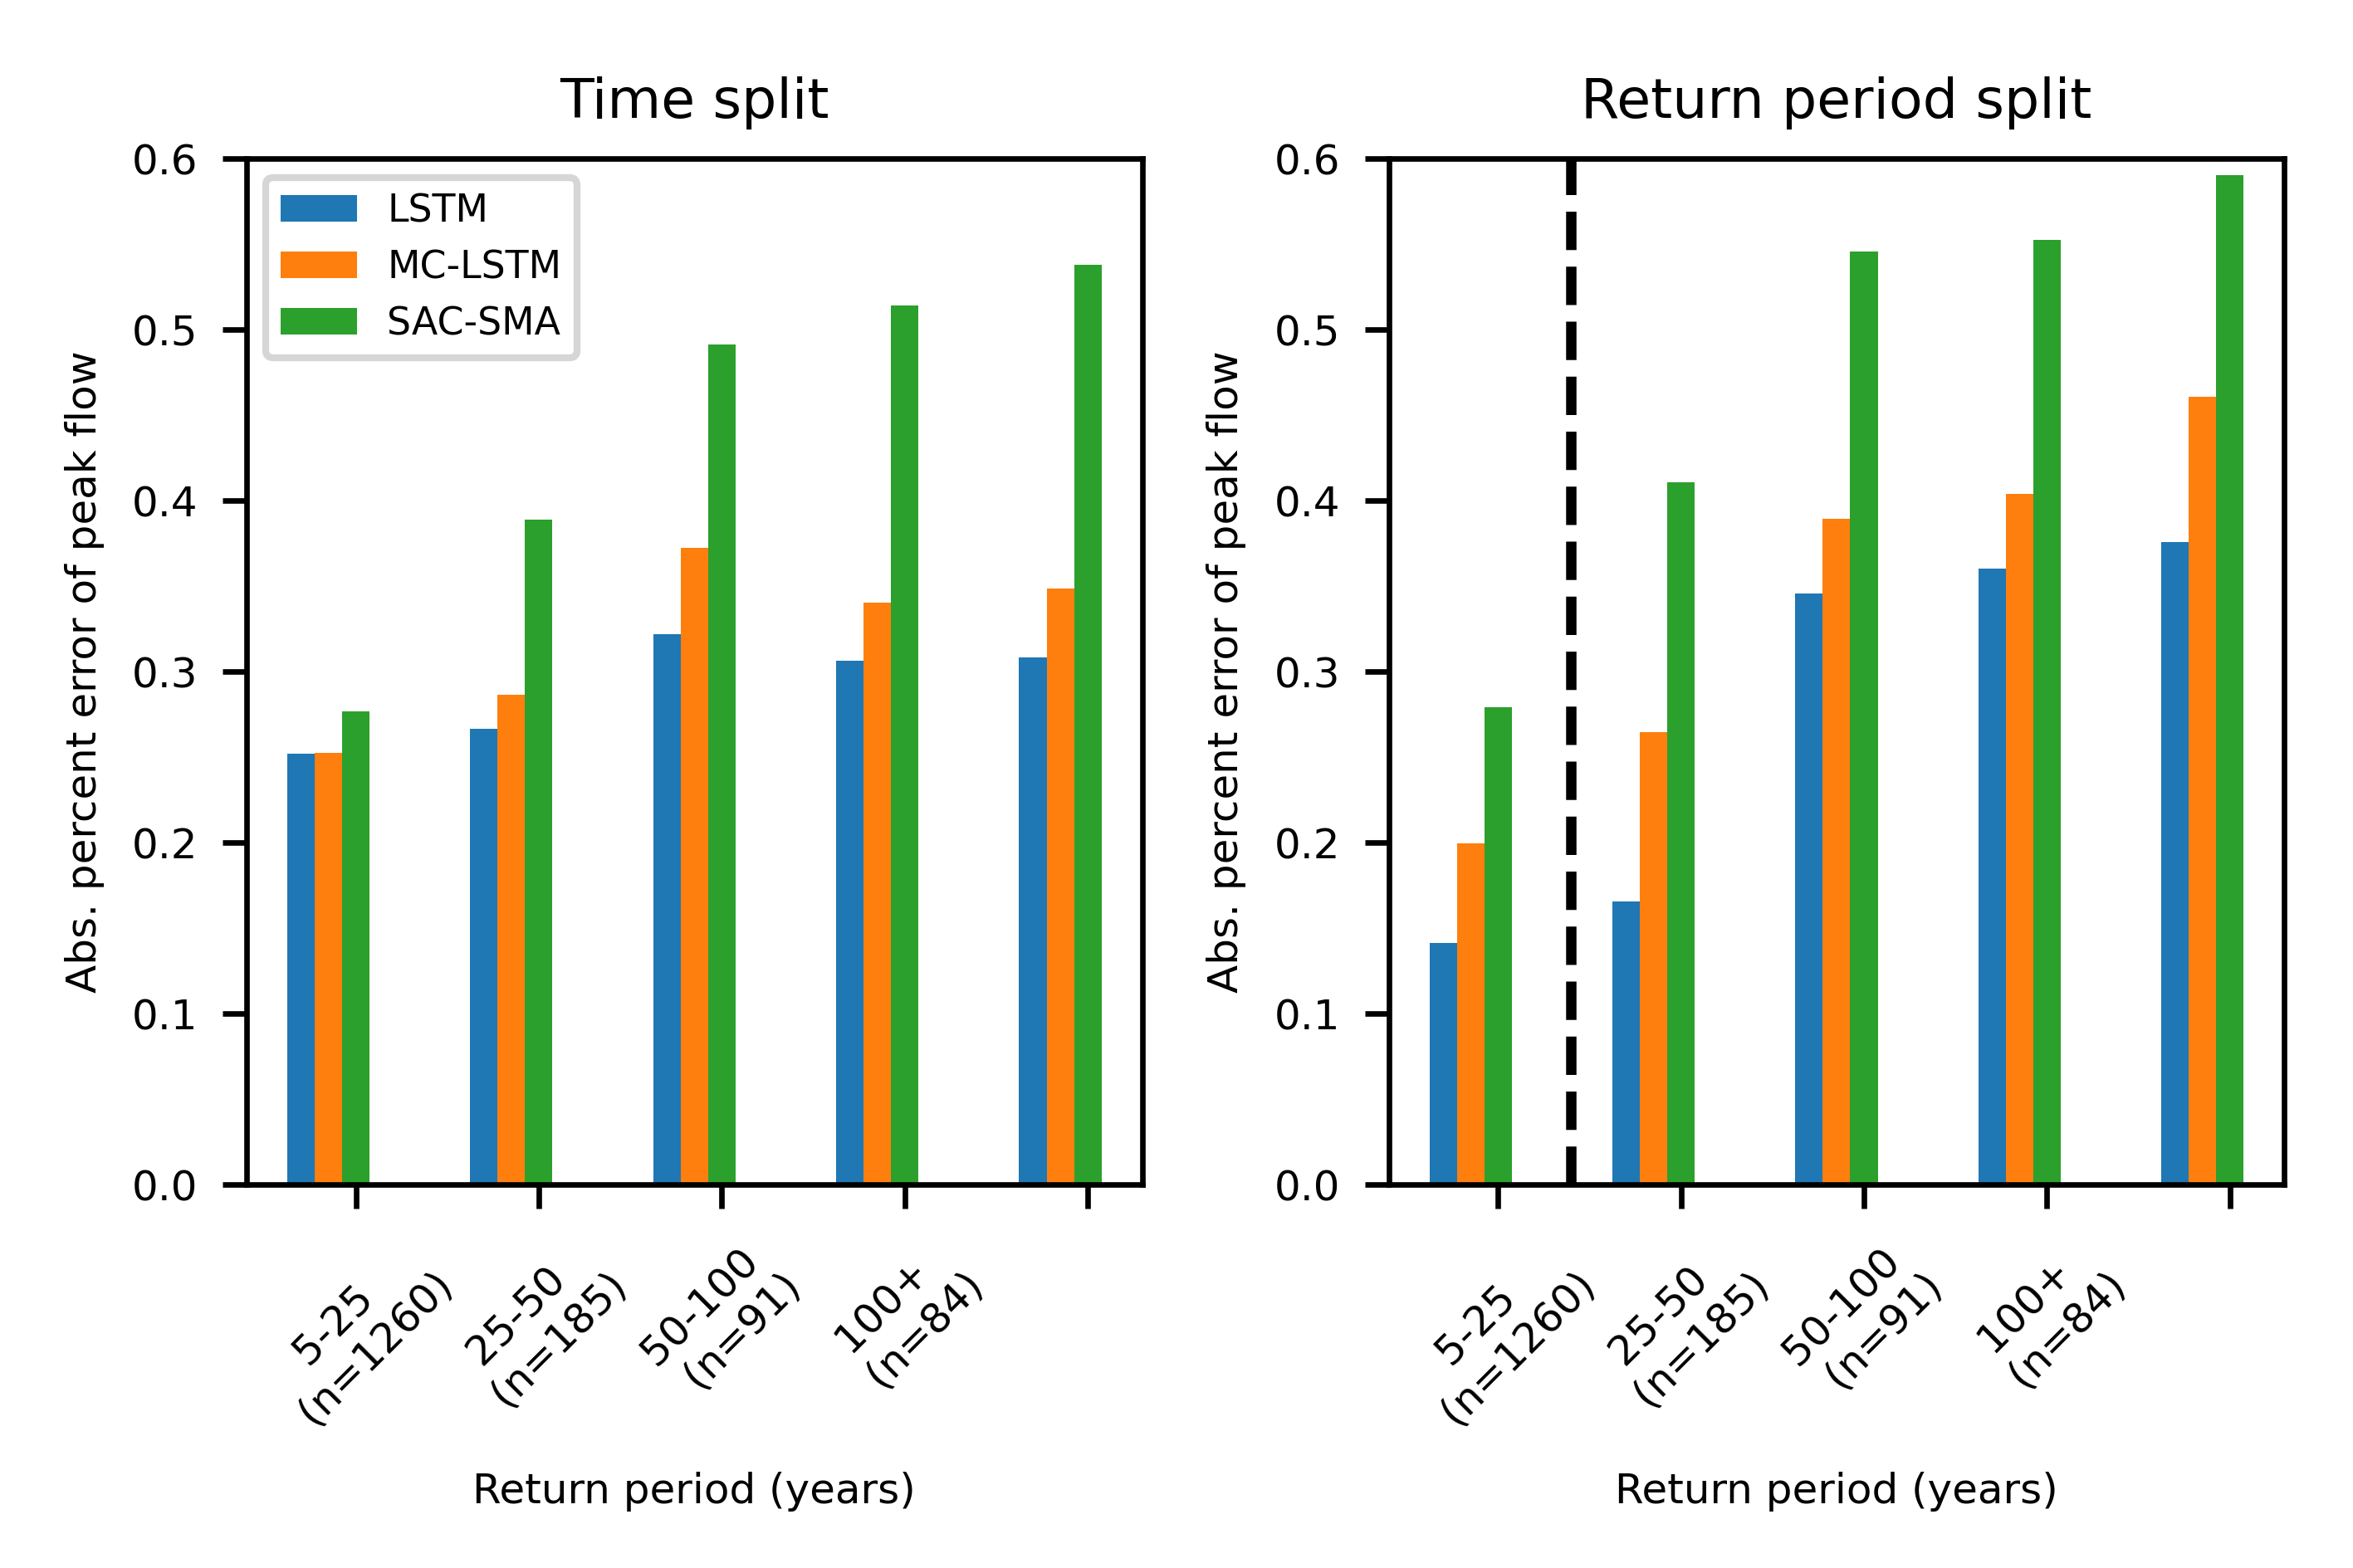 Time split
0.6
0.5
0.4
0.3
0.2
0.1
0.0
Abs. percent error of peak flow
LSTM
MC-LSTM
SAC-SMA
5-25
(n=1260)
25-50
(n=185)
50-100
(n=91)
100+
(n=84)
Return period (years)
Return period split
0.6
0.5
0.4
0.3
0.2
0.1
0.0
Abs. percent error of peak flow
5-25
(n=1260)
25-50
(n=185)
50-100
(n=91)
100+
(n=84)
Return period (years)